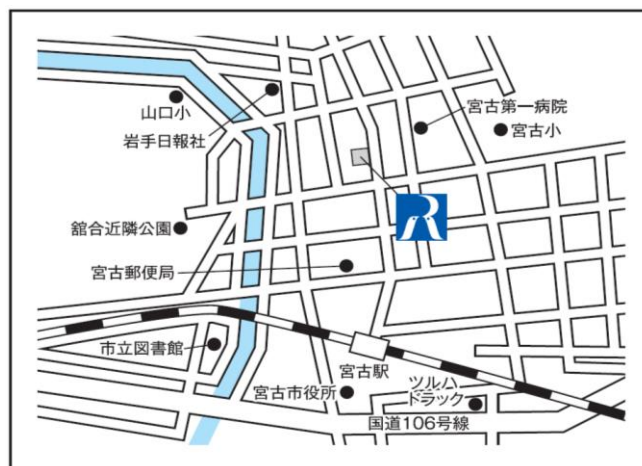 山口小
岩手日報社
宮古第一病院
宮古小
R
舘合近隣公園
宮古郵便局
市立図書館
宮古駅
宮古市役所
ツルハ
ドラック
国道106号線